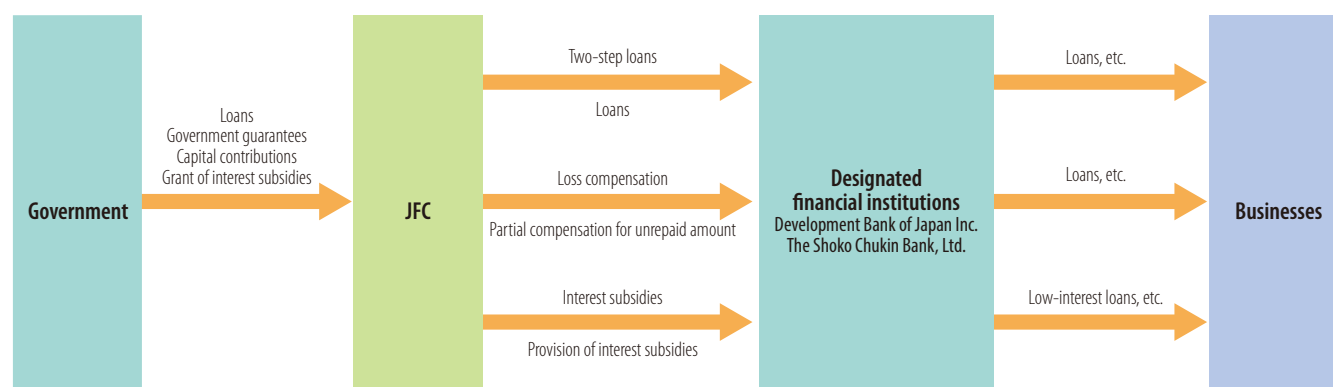 Government
Loans
Government guarantees
Capital contributions
Grant of interest subsidies
JFC
Two-step loans
Loans
Loss compensation
Partial compensation for unrepaid amount
Interest subsidies
Provision of interest subsidies
Designated
financial institutions
Development Bank of Japan Inc.
The Shoko Chukin Bank, Ltd.
Loans, etc.
Loans, etc.
Low-interest loans, etc.
Businesses